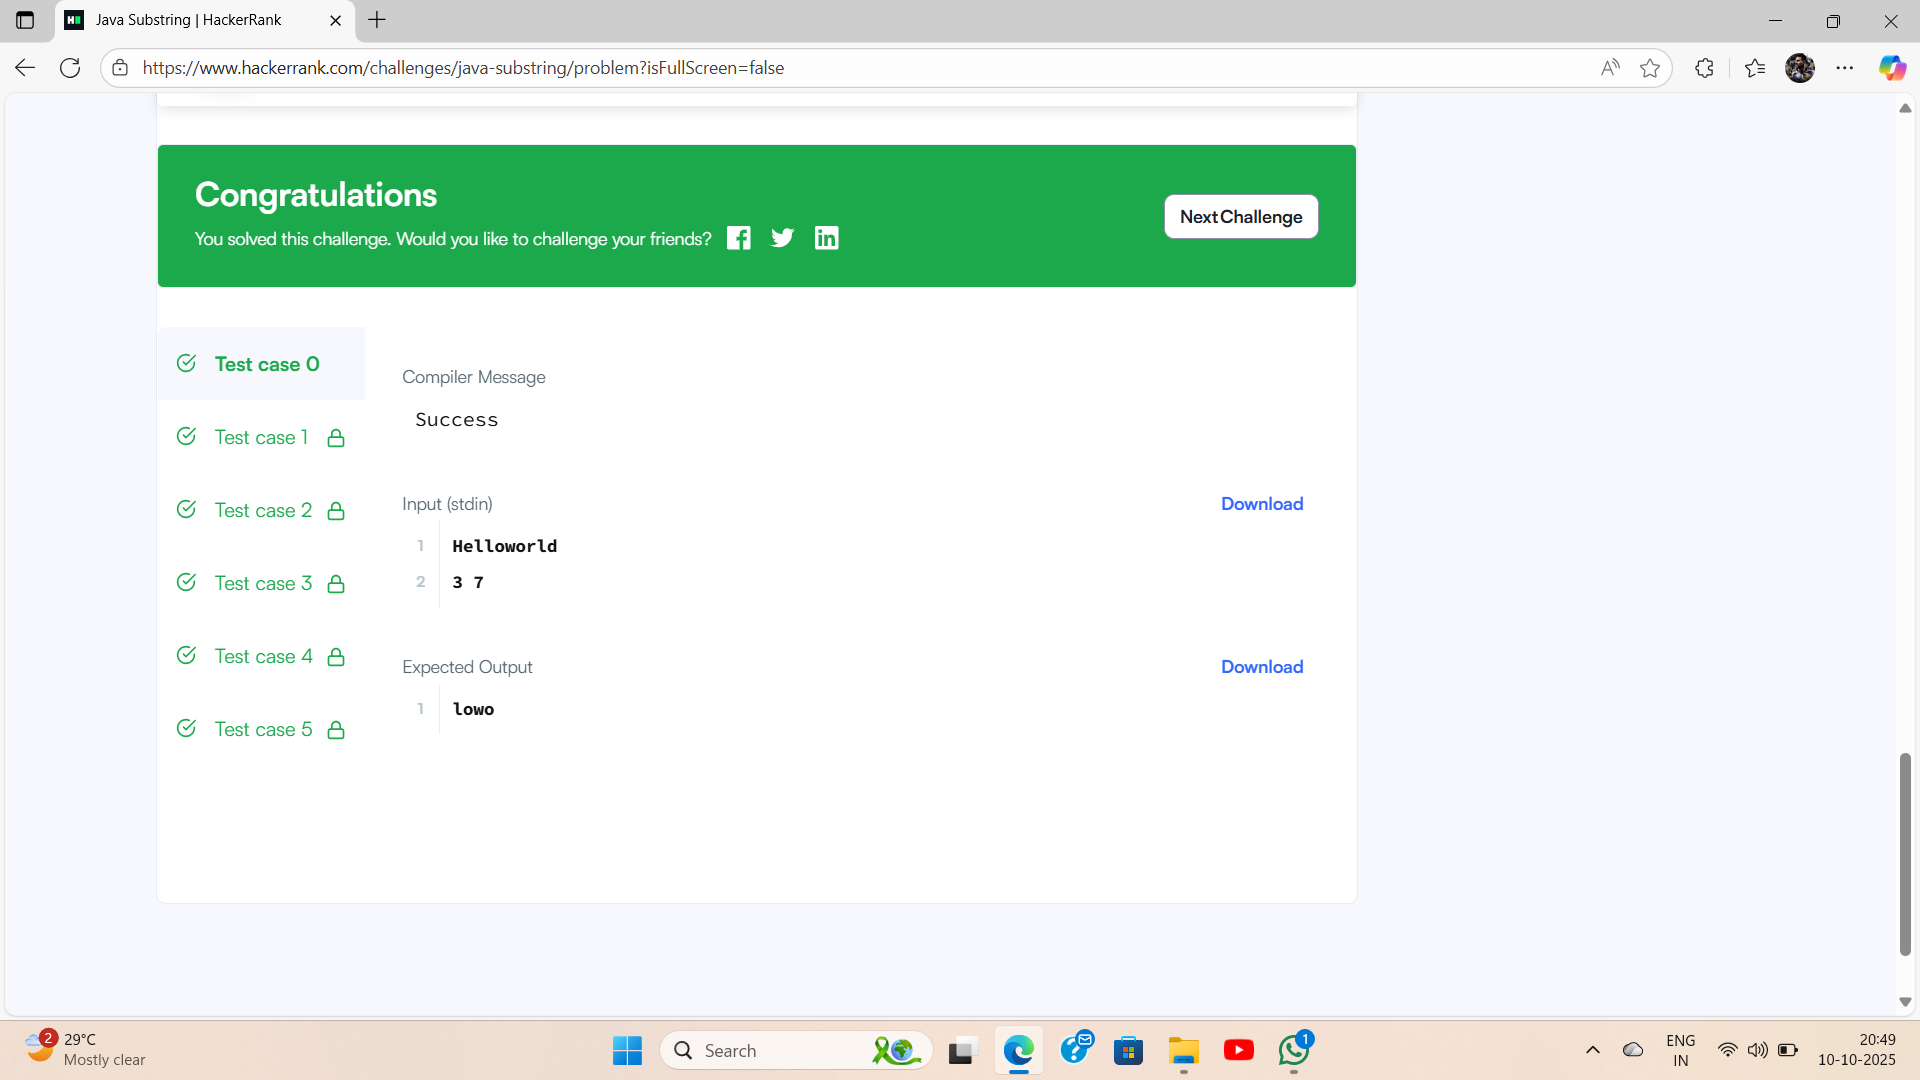 Java Substring | HackerRank
https://www.hackerrank.com/challenges/java-substring/problem?isFullScreen=false
Congratulations
You solved this challenge. Would you like to challenge your friends?
Next Challenge
Test case 0
Test case 1
Test case 2
Test case 3
Test case 4
Test case 5
Compiler Message
Success
Input (stdin)
Download
1 Helloworld
2 3 7
Expected Output
Download
1 lowo
2
29°C
Mostly clear
Search
1
ENG
IN
20:49
10-10-2025